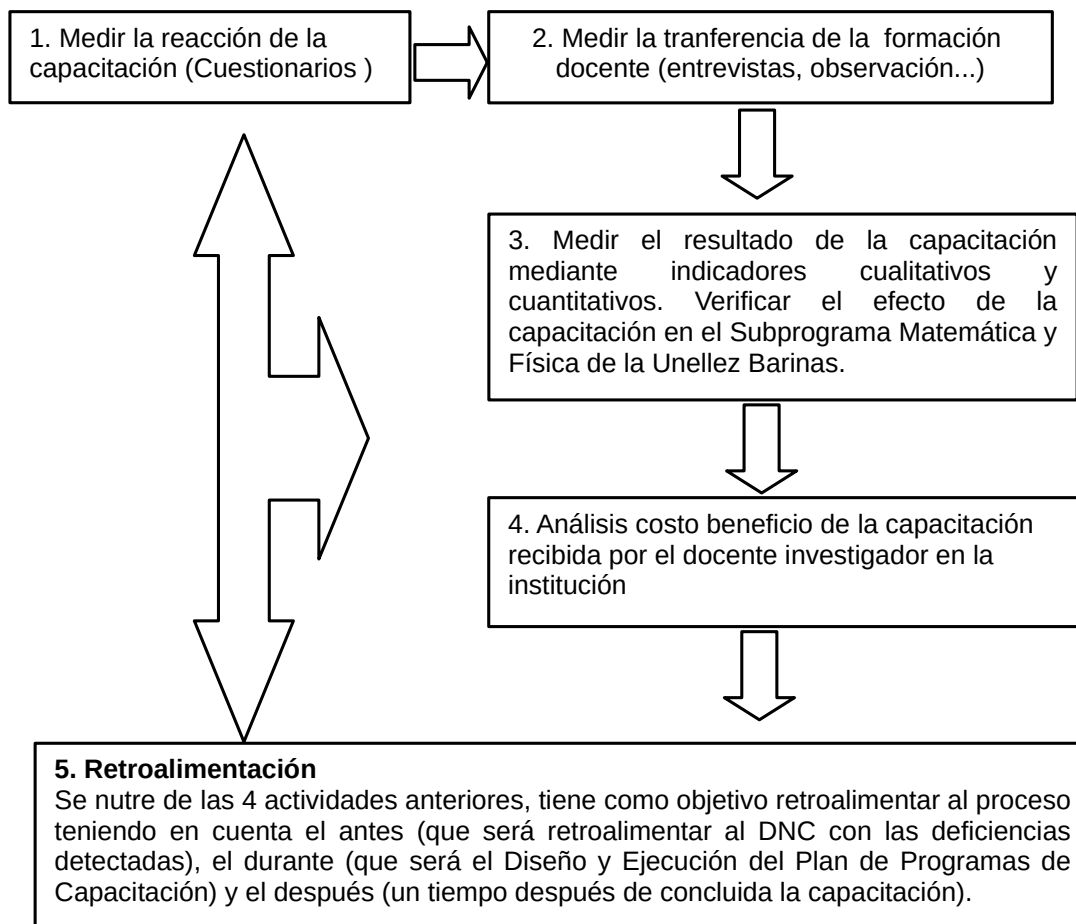 1. Medir la reacción de la
capacitación (Cuestionarios )
2. Medir la tranferencia de la formación
docente (entrevistas, observación...)
3. Medir el resultado de la capacitación
mediante indicadores cualitativos y
cuantitativos. Verificar el efecto de la
capacitación en el Subprograma Matemática y
Física de la Unellez Barinas.
4. Análisis costo beneficio de la capacitación
recibida por el docente investigador en la
institución
5. Retroalimentación
Se nutre de las 4 actividades anteriores, tiene como objetivo retroalimentar al proceso
teniendo en cuenta el antes (que será retroalimentar al DNC con las deficiencias
detectadas), el durante (que será el Diseño y Ejecución del Plan de Programas de
Capacitación) y el después (un tiempo después de concluida la capacitación).